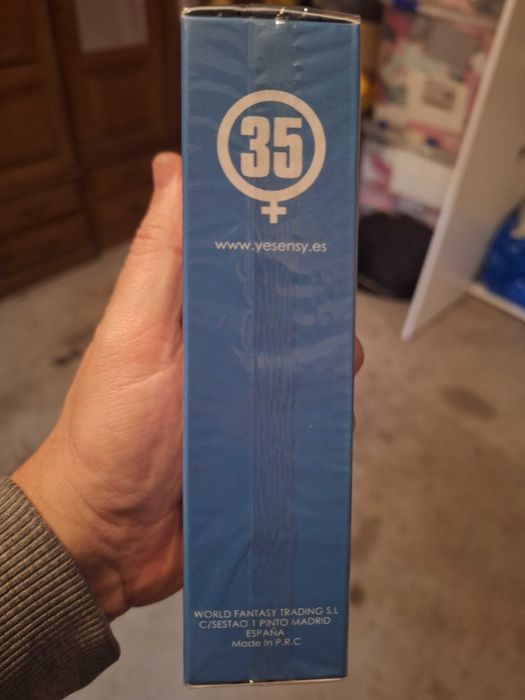 35
www.yesensy.es
WORLD FANTASY TRADING S.L
C/SESTAO 1 PINTO MADRID
ESPAÑA
Made in P.R.C